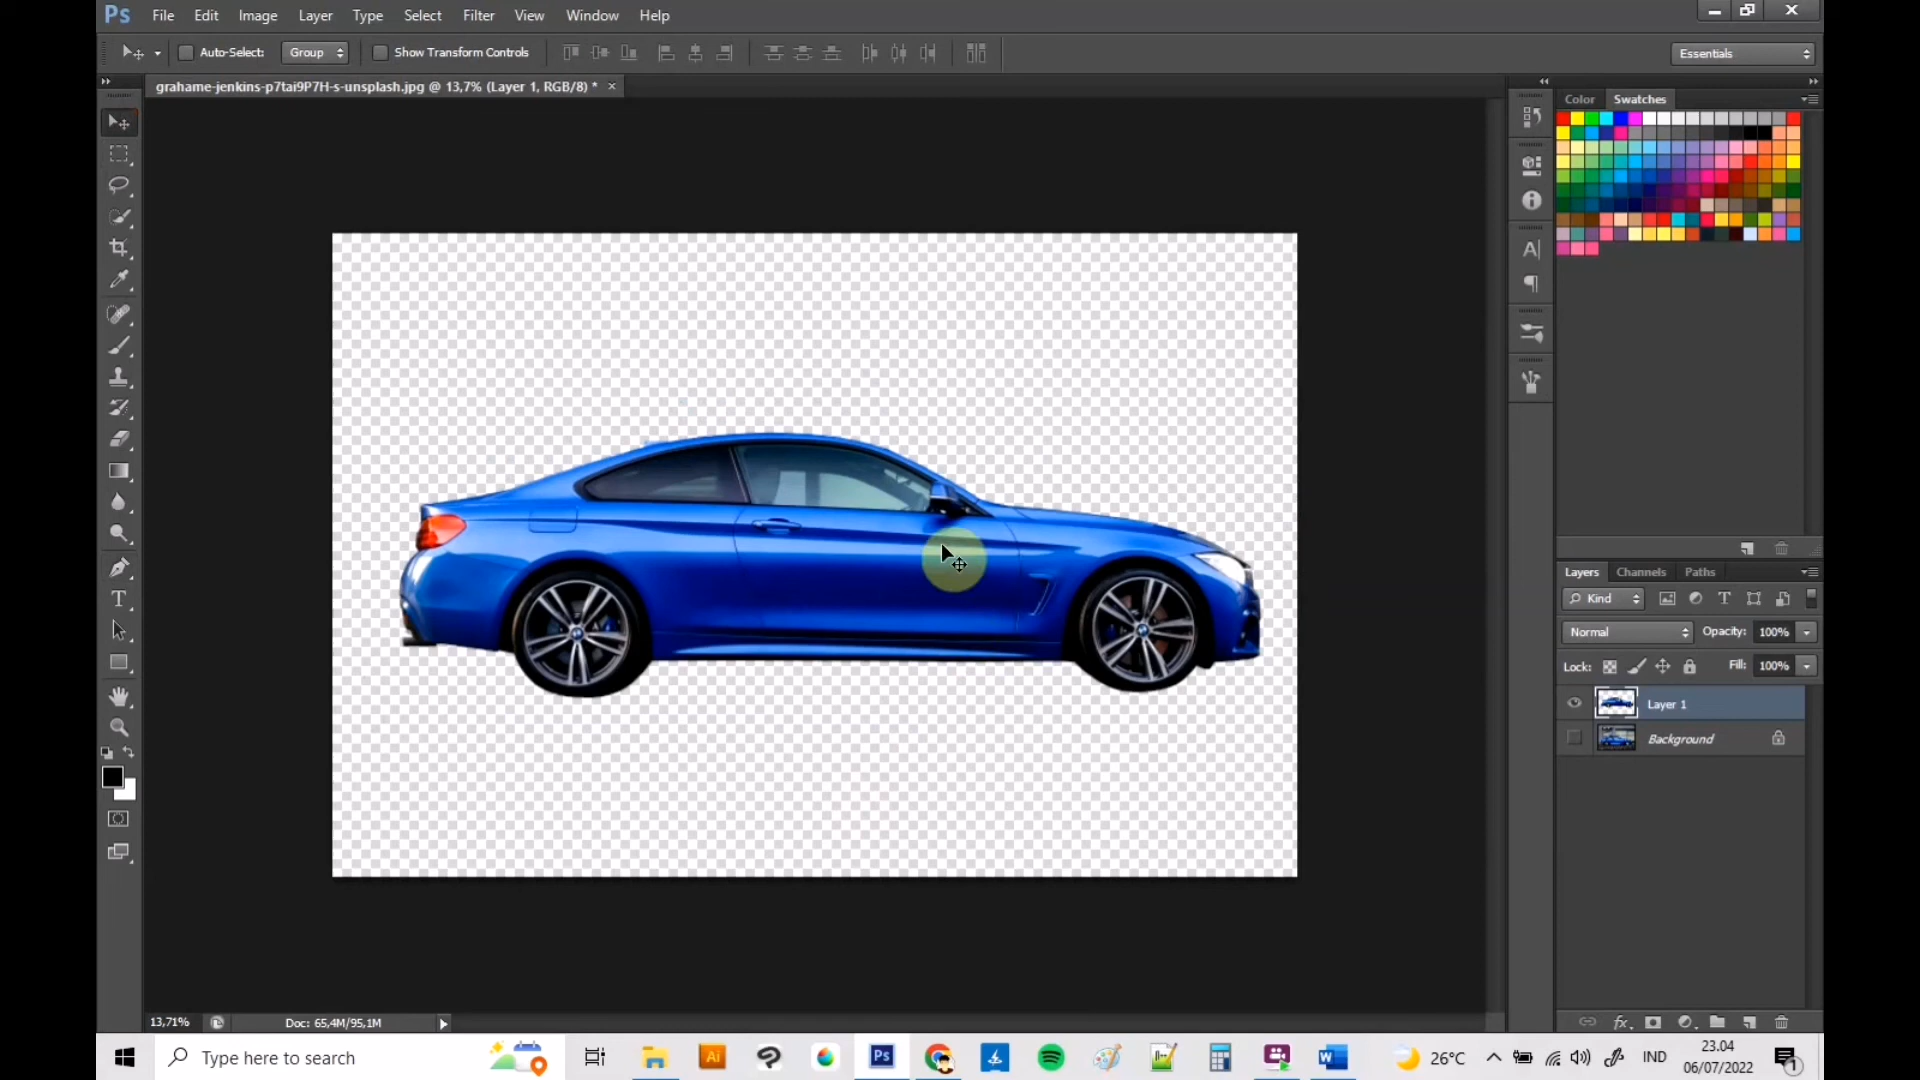 Ps File Edit Image Layer Type Select Filter View Window Help
Auto-Select: Group Show Transform Controls Essentials
grahame-jenkins-p7tai9P7H-s-unsplash.jpg @ 13,7% (Layer 1, RGB/8) * ×
Color Swatches
Layers Channels Paths
Kind
Normal Opacity: 100%
Lock: Fill: 100%
Layer 1
Background
13,71% Doc: 65,4M/95,1M
Type here to search
Ai Ps W 26°C IND 23.04
06/07/2022 1